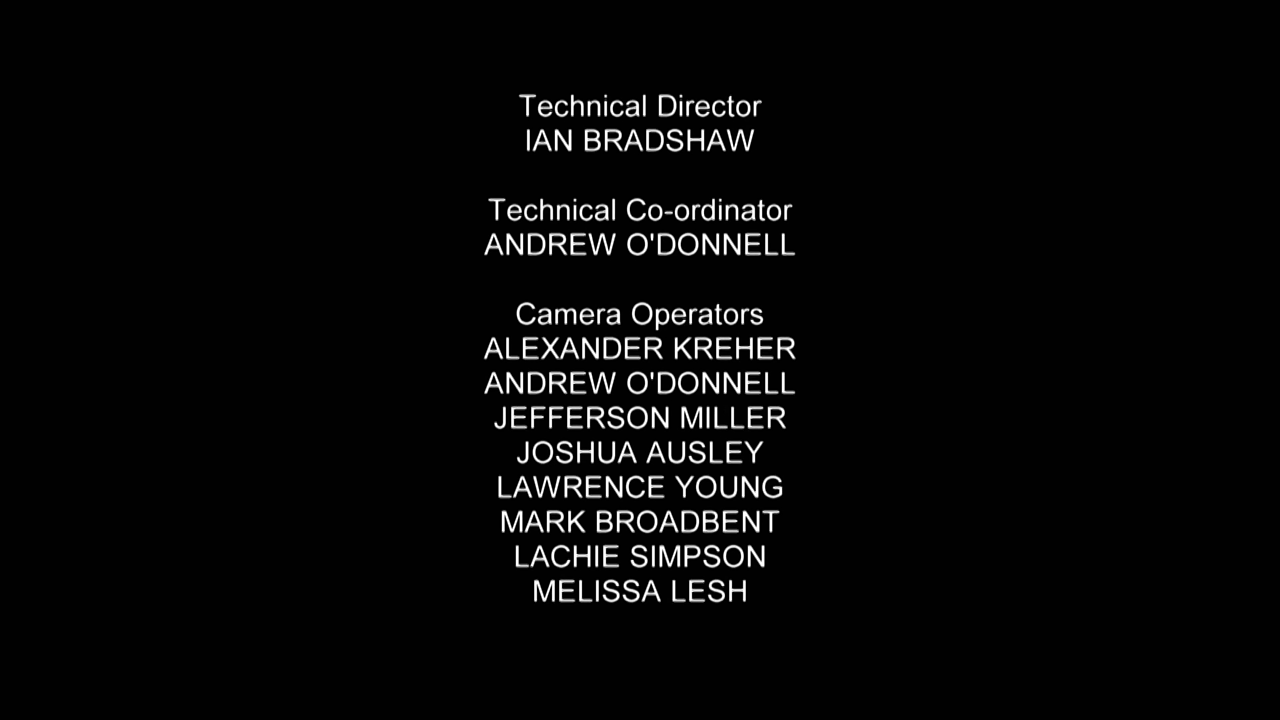 Technical Director
IAN BRADSHAW
Technical Co-ordinator
ANDREW O'DONNELL
Camera Operators
ALEXANDER KREHER
ANDREW O'DONNELL
JEFFERSON MILLER
JOSHUA AUSLEY
LAWRENCE YOUNG
MARK BROADBENT
LACHIE SIMPSON
MELISSA LESH